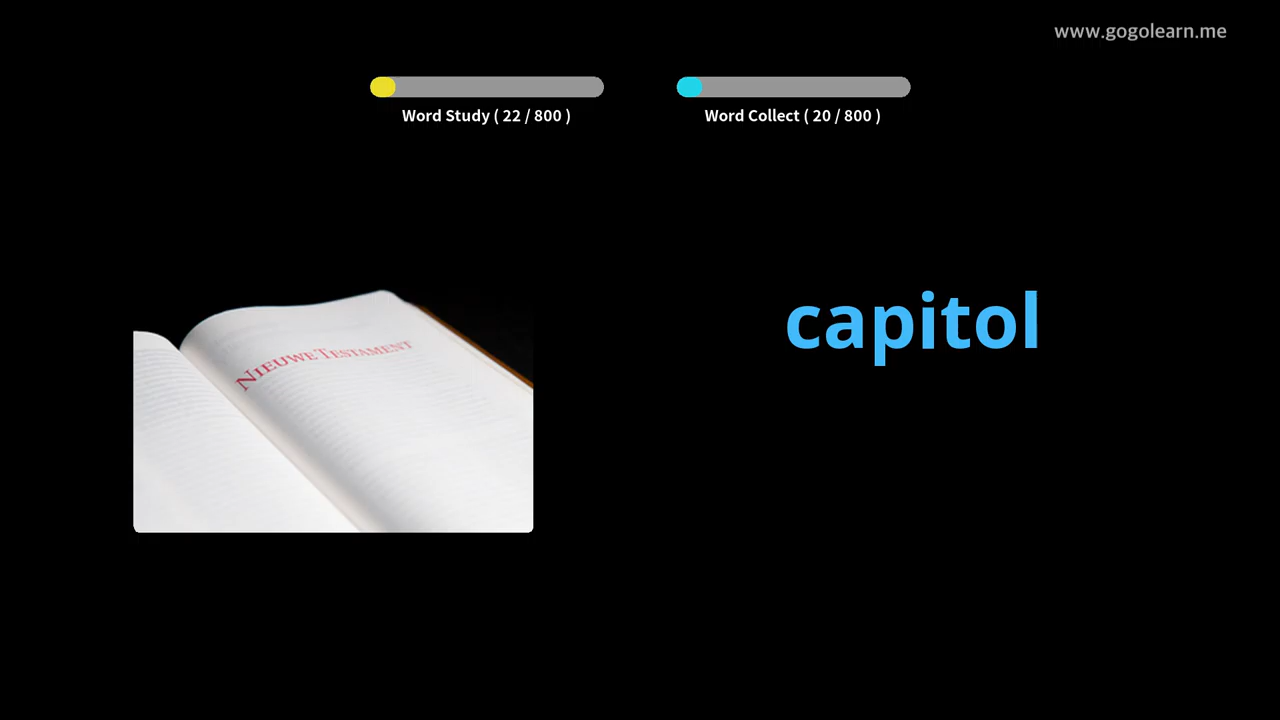 www.gogolearn.me
Word Study ( 22 / 800 )
Word Collect ( 20 / 800 )
capitol
NIEUWE TESTAMENT